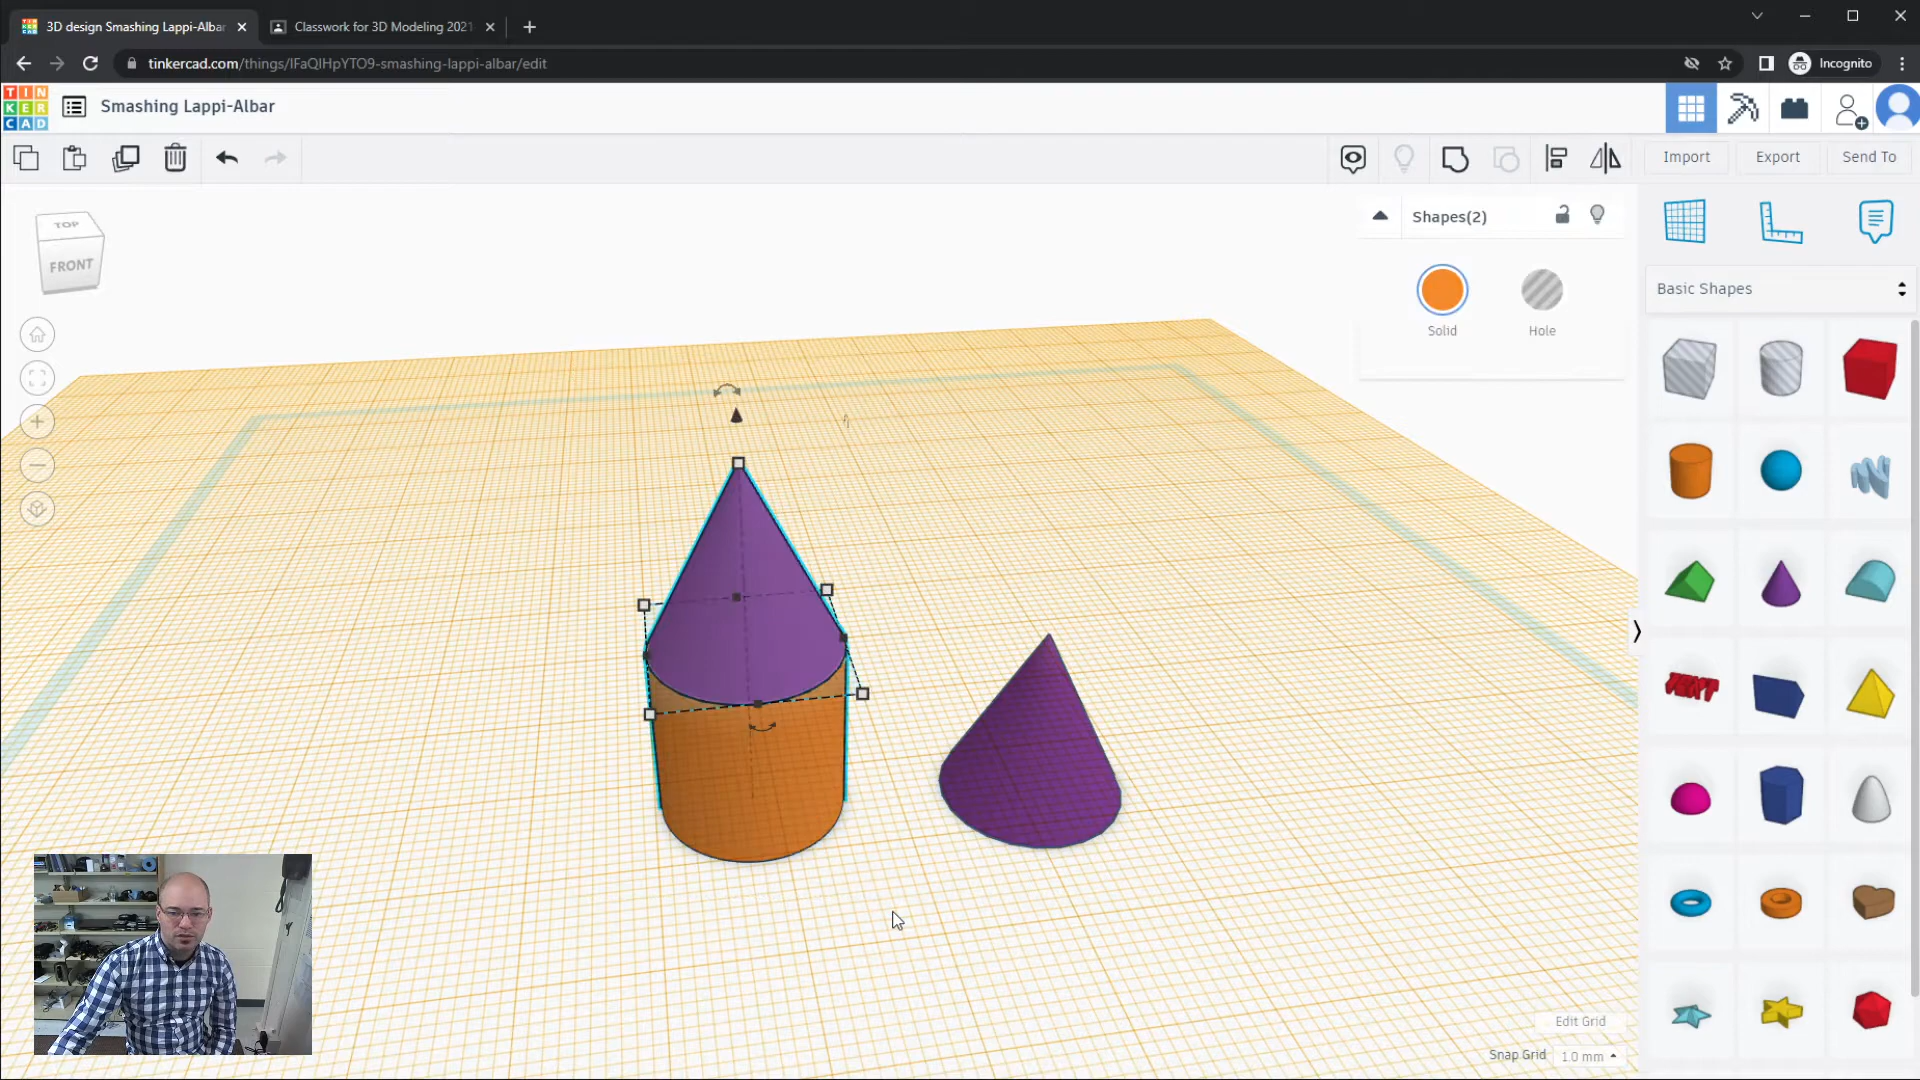 3D design Smashing Lappi-Albar
Classwork for 3D Modeling 2021
tinkercad.com/things/lFaQlHpYTO9-smashing-lappi-albar/edit
Incognito
TIN
KER
CAD
Smashing Lappi-Albar
Import
Export
Send To
TOP
FRONT
Shapes(2)
Solid
Hole
Basic Shapes
TEXT
Edit Grid
Snap Grid
1.0 mm